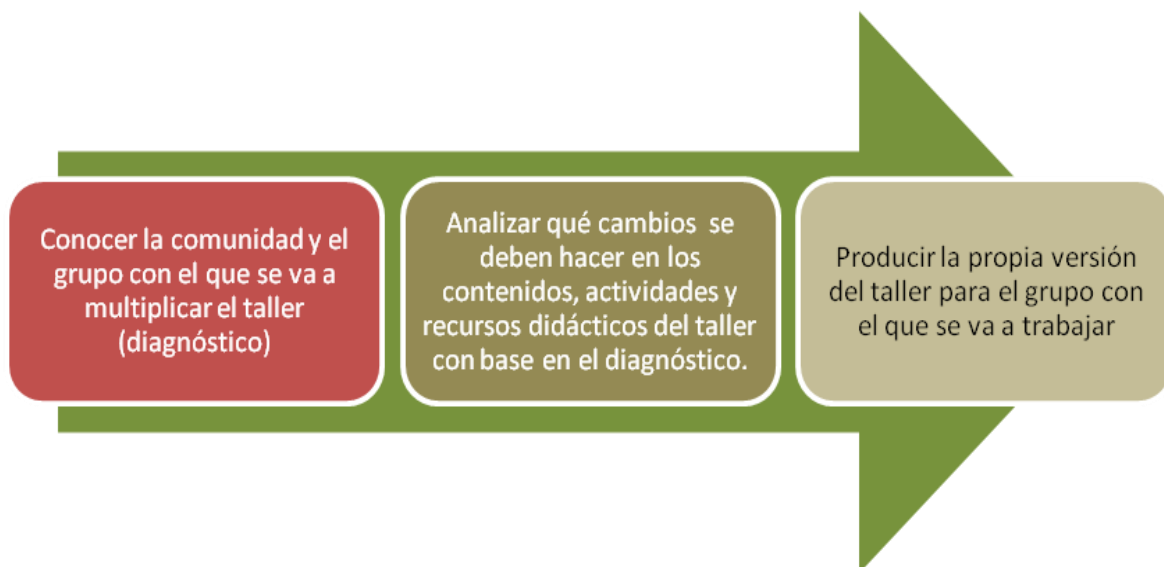 Conocer la comunidad y el
grupo con el que se va a
multiplicar el taller
(diagnóstico)
Analizar qué cambios se
deben hacer en los
contenidos, actividades y
recursos didácticos del taller
con base en el diagnóstico.
Producir la propia versión
del taller para el grupo con
el que se va a trabajar